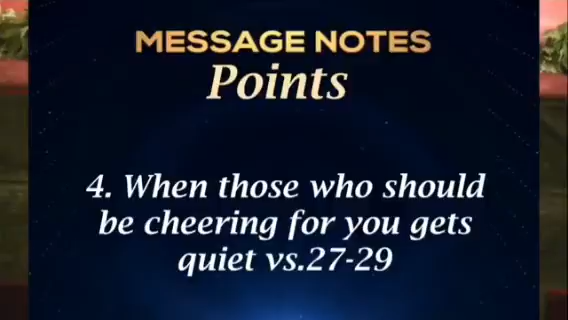 MESSAGE NOTES
Points
4. When those who should
be cheering for you gets
quiet vs.27-29